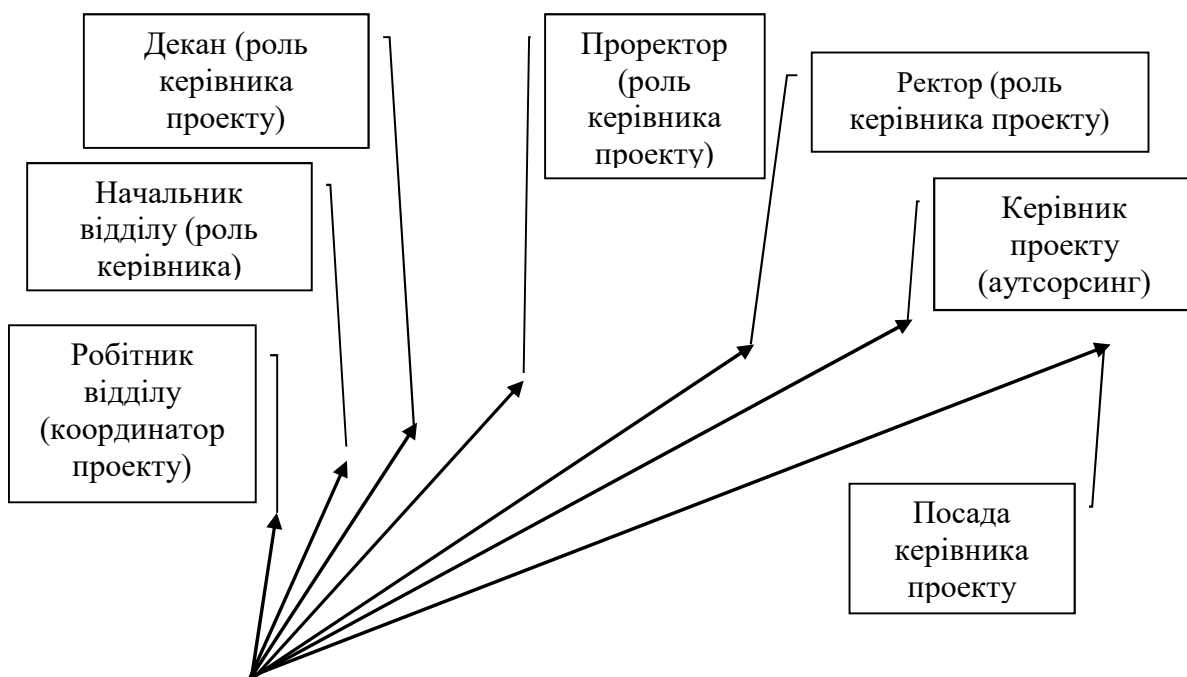 Декан (роль
керівника
проекту)
Проректор
(роль
керівника
проекту)
Ректор (роль
керівника проекту)
Начальник
відділу (роль
керівника)
Керівник
проекту
(аутсорсинг)
Робітник
відділу
(координатор
проекту)
Посада
керівника
проекту